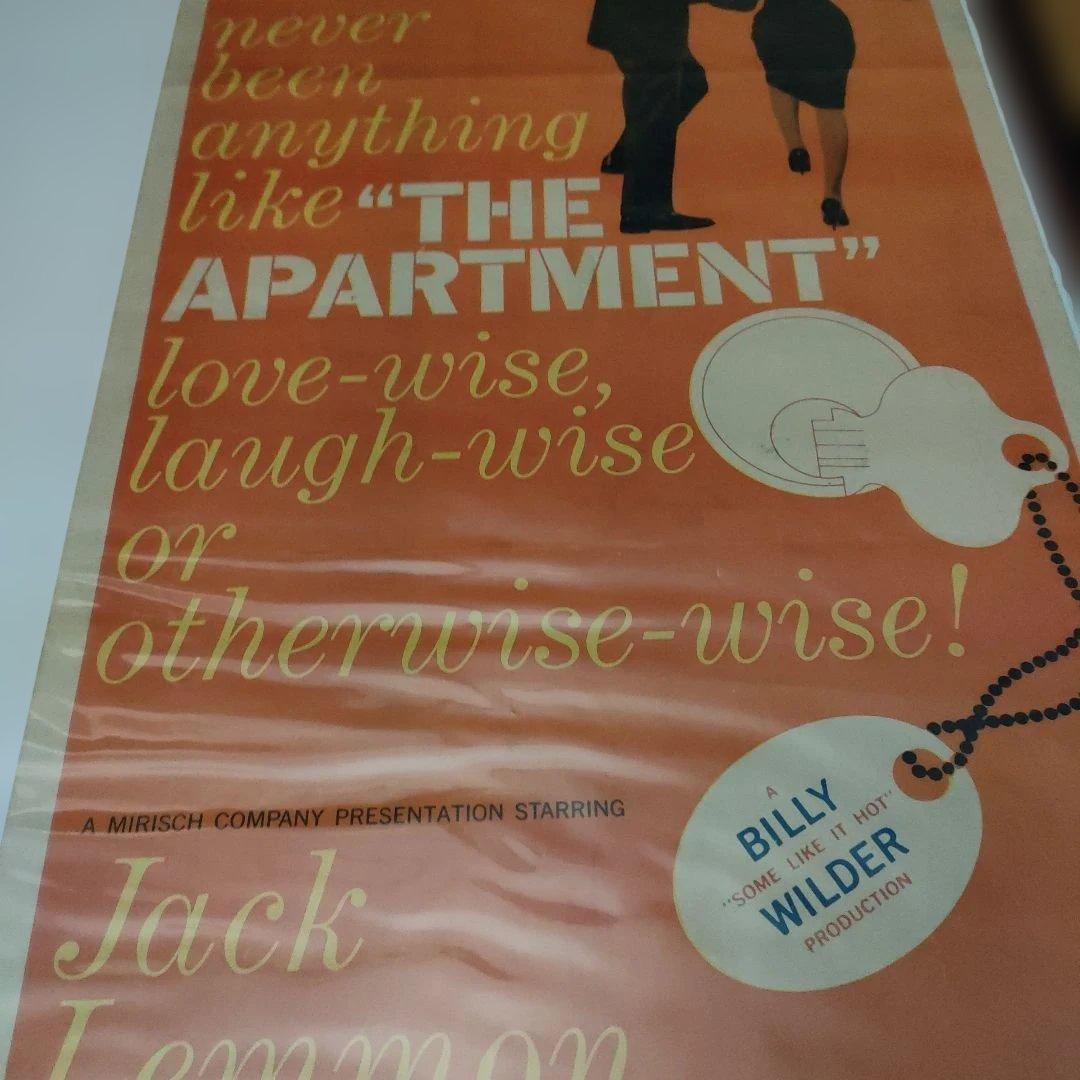 never
been
anything
like “THE
APARTMENT”
love-wise,
laugh-wise
or
otherwise-wise!
A MIRISCH COMPANY PRESENTATION STARRING
Jack
Lemmon
A
BILLY
"SOME LIKE IT HOT"
WILDER
PRODUCTION